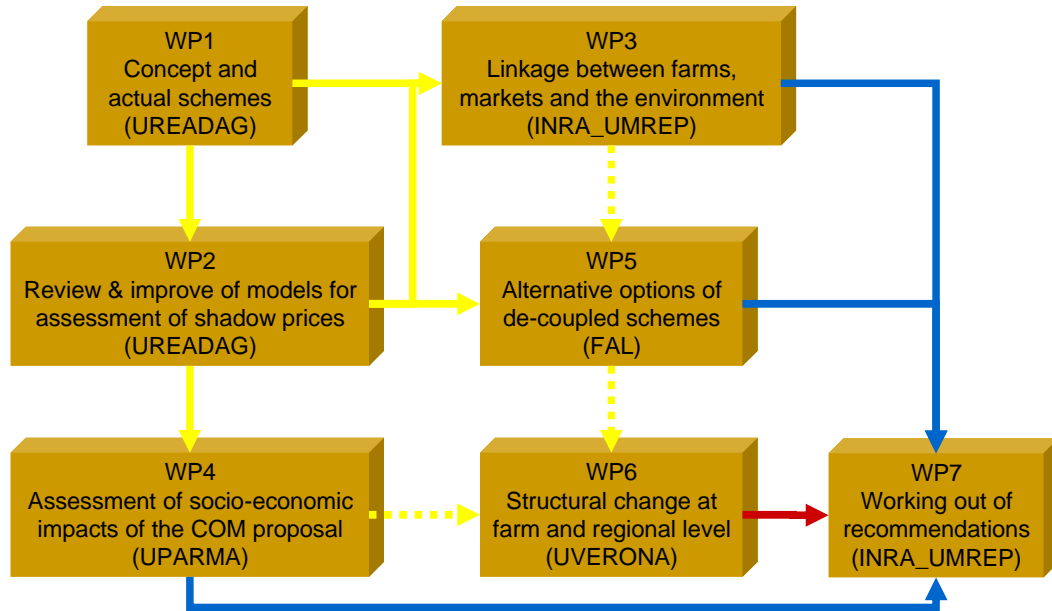 WP1
Concept and
actual schemes
(UREADAG)
WP3
Linkage between farms,
markets and the environment
(INRA_UMREP)
WP2
Review & improve of models for
assessment of shadow prices
(UREADAG)
WP5
Alternative options of
de-coupled schemes
(FAL)
WP4
Assessment of socio-economic
impacts of the COM proposal
(UPARMA)
WP6
Structural change at
farm and regional level
(UVERONA)
WP7
Working out of
recommendations
(INRA_UMREP)